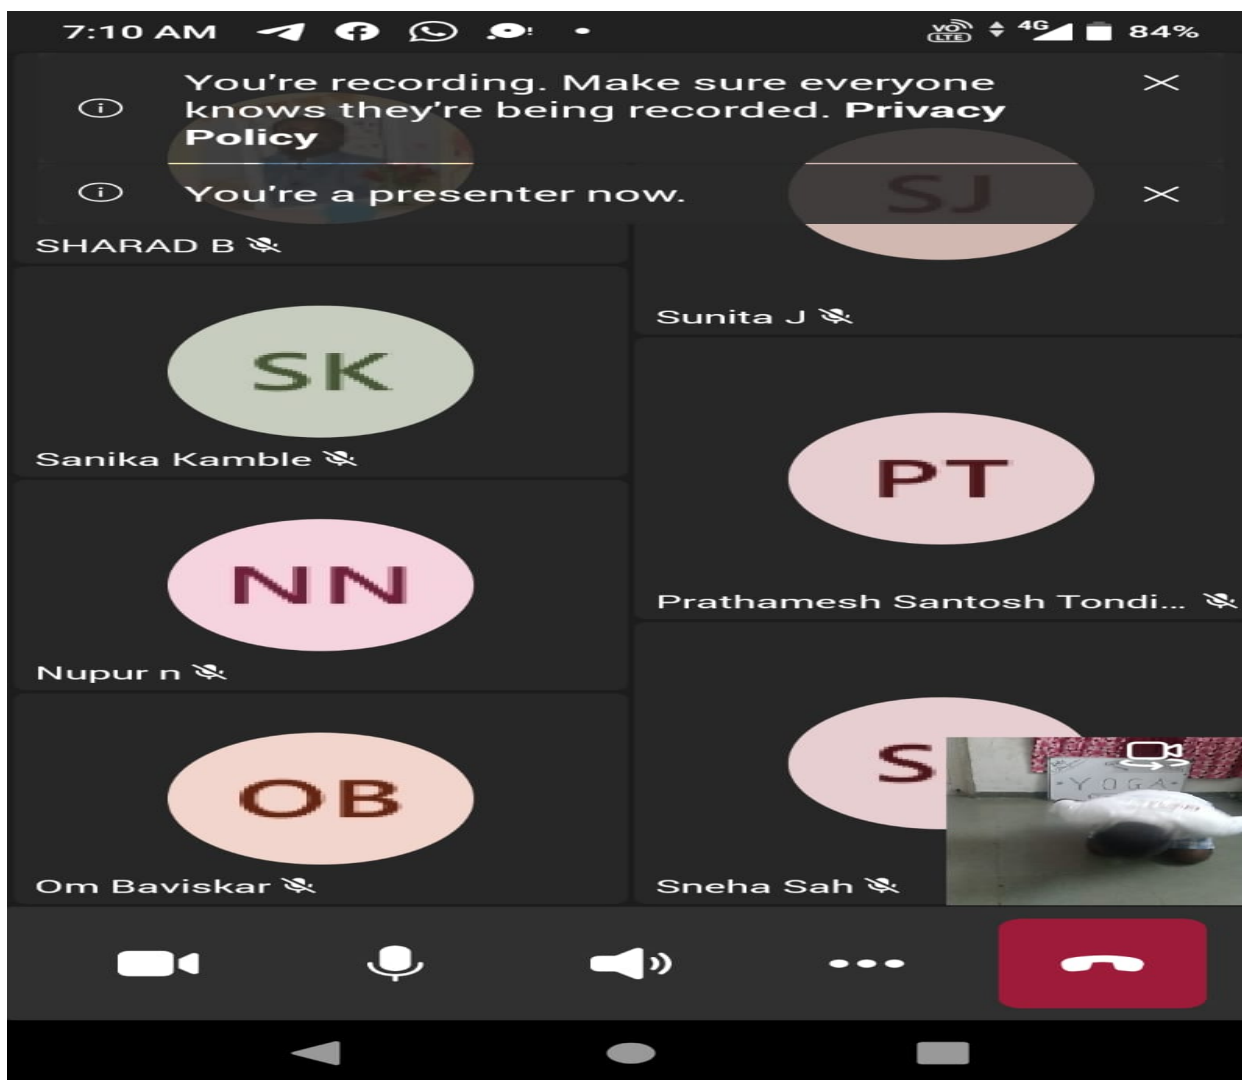 7:10 AM
VO LTE
4G
84%
You're recording. Make sure everyone
knows they're being recorded. Privacy
Policy
You're a presenter now.
SHARAD B
SJ
Sunita J
SK
Sanika Kamble
PT
Prathamesh Santosh Tondi...
NN
Nupur n
OB
Om Baviskar
S
Sneha Sah
YOGA